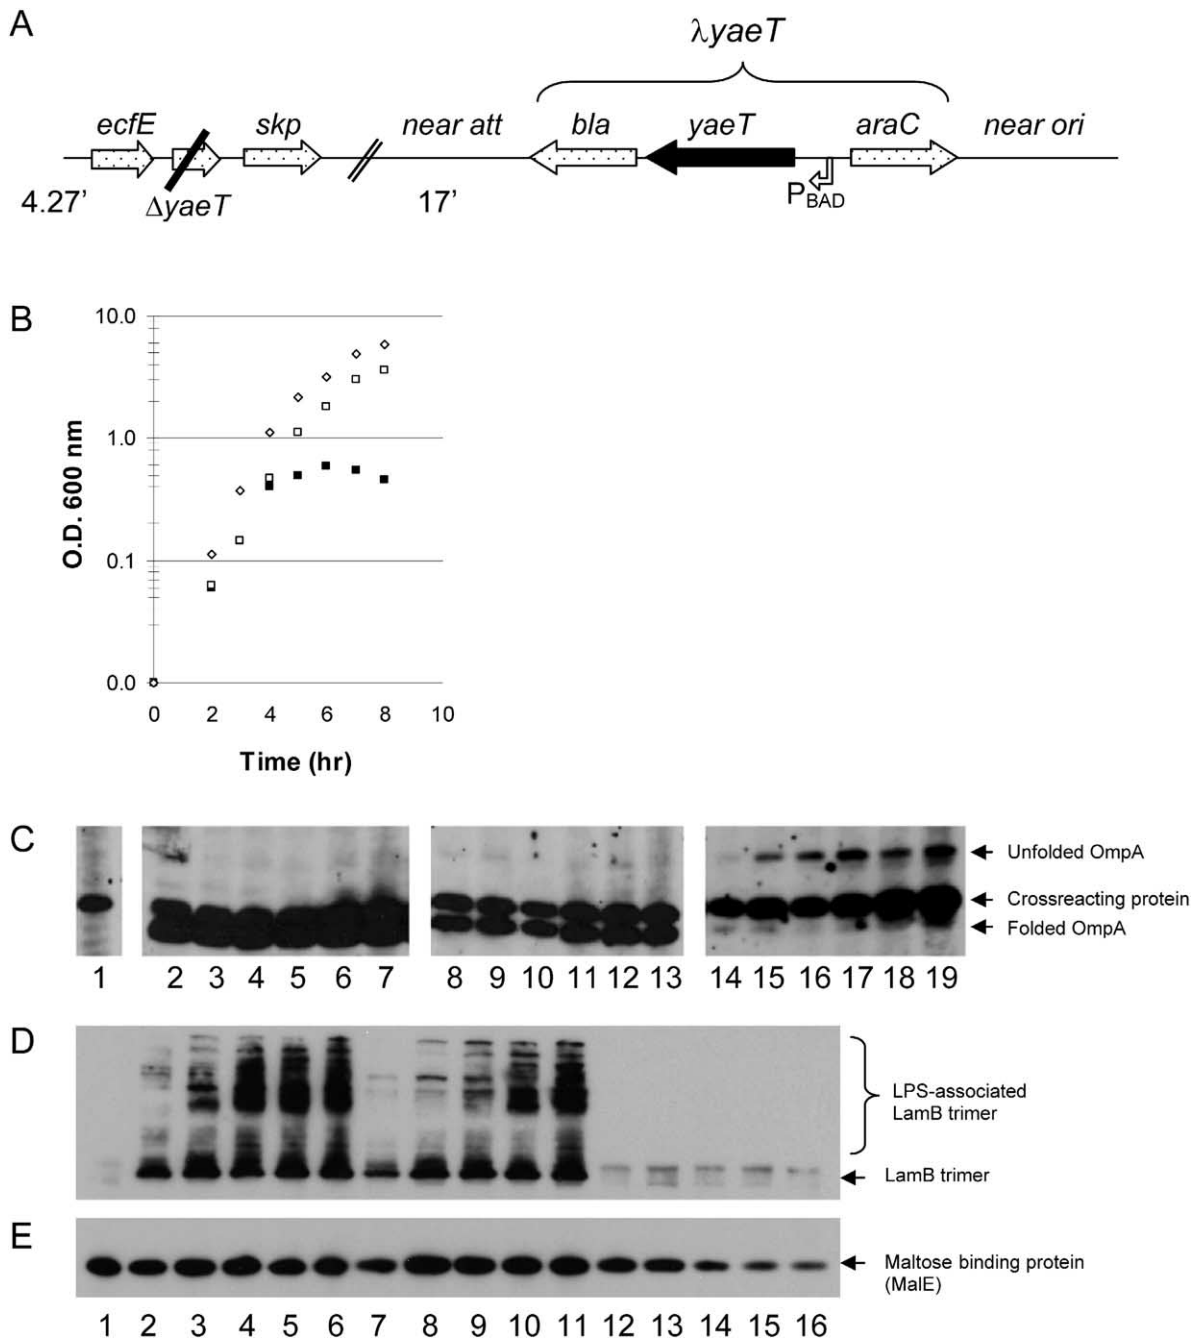 A
λyaeT
ecfE skp near att bla yaeT araC near ori
4.27’ ΔyaeT 17’ PBAD
B
10.0
1.0
0.1
0.0
O.D. 600 nm
0 2 4 6 8 10
Time (hr)
C
Unfolded OmpA
Crossreacting protein
Folded OmpA
1 2 3 4 5 6 7 8 9 10 11 12 13 14 15 16 17 18 19
D
LPS-associated
LamB trimer
LamB trimer
E
Maltose binding protein
(MalE)
1 2 3 4 5 6 7 8 9 10 11 12 13 14 15 16